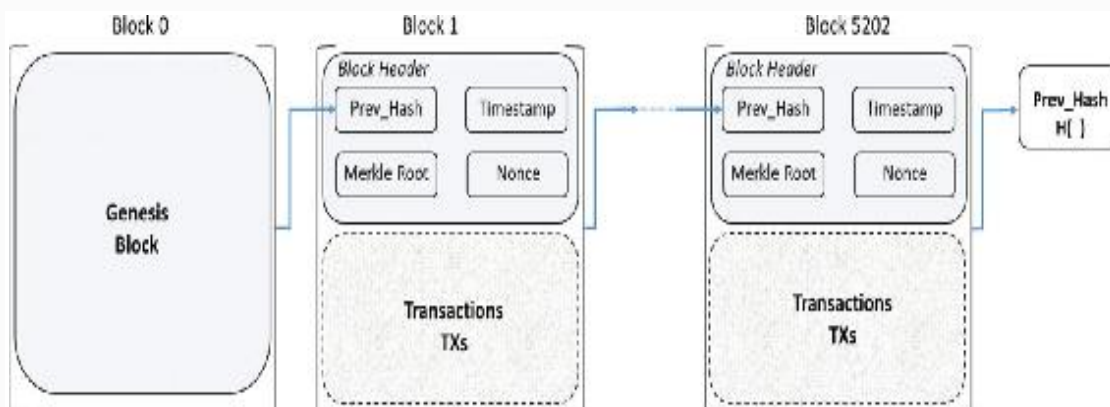 Block 0
Block 1
Block 5202
Genesis
Block
Block Header
Prev_Hash
Timestamp
Merkle Root
Nonce
Transactions
TXs
Block Header
Prev_Hash
Timestamp
Merkle Root
Nonce
Transactions
TXs
Prev_Hash
H( )